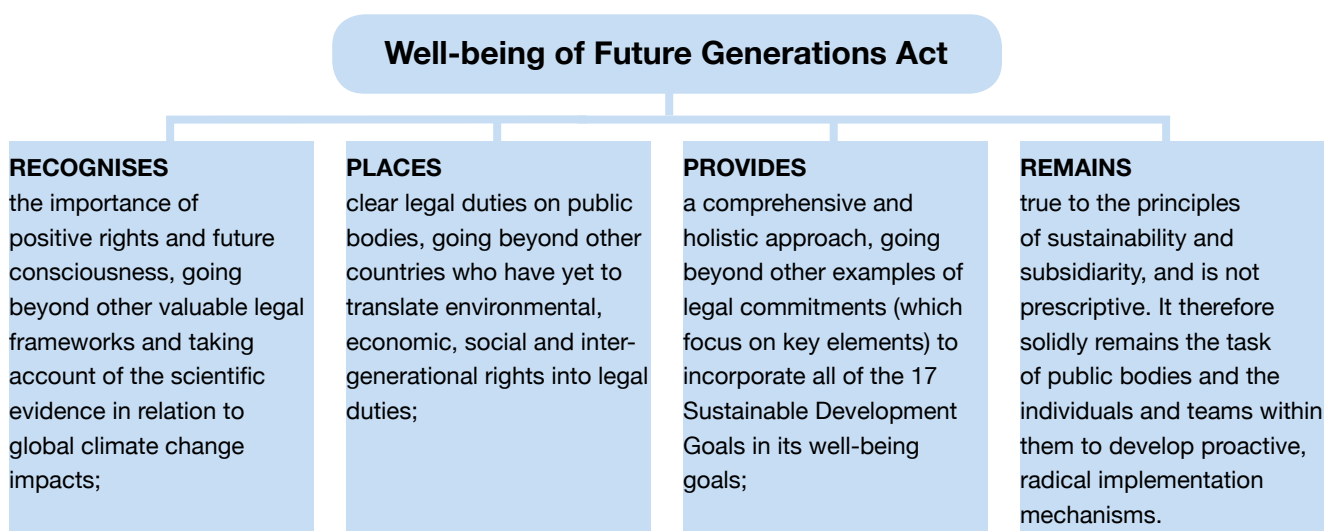 Well-being of Future Generations Act
RECOGNISES
the importance of
positive rights and future
consciousness, going
beyond other valuable legal
frameworks and taking
account of the scientific
evidence in relation to
global climate change
impacts;
PLACES
clear legal duties on public
bodies, going beyond other
countries who have yet to
translate environmental,
economic, social and inter-
generational rights into legal
duties;
PROVIDES
a comprehensive and
holistic approach, going
beyond other examples of
legal commitments (which
focus on key elements) to
incorporate all of the 17
Sustainable Development
Goals in its well-being
goals;
REMAINS
true to the principles
of sustainability and
subsidiarity, and is not
prescriptive. It therefore
solidly remains the task
of public bodies and the
individuals and teams within
them to develop proactive,
radical implementation
mechanisms.